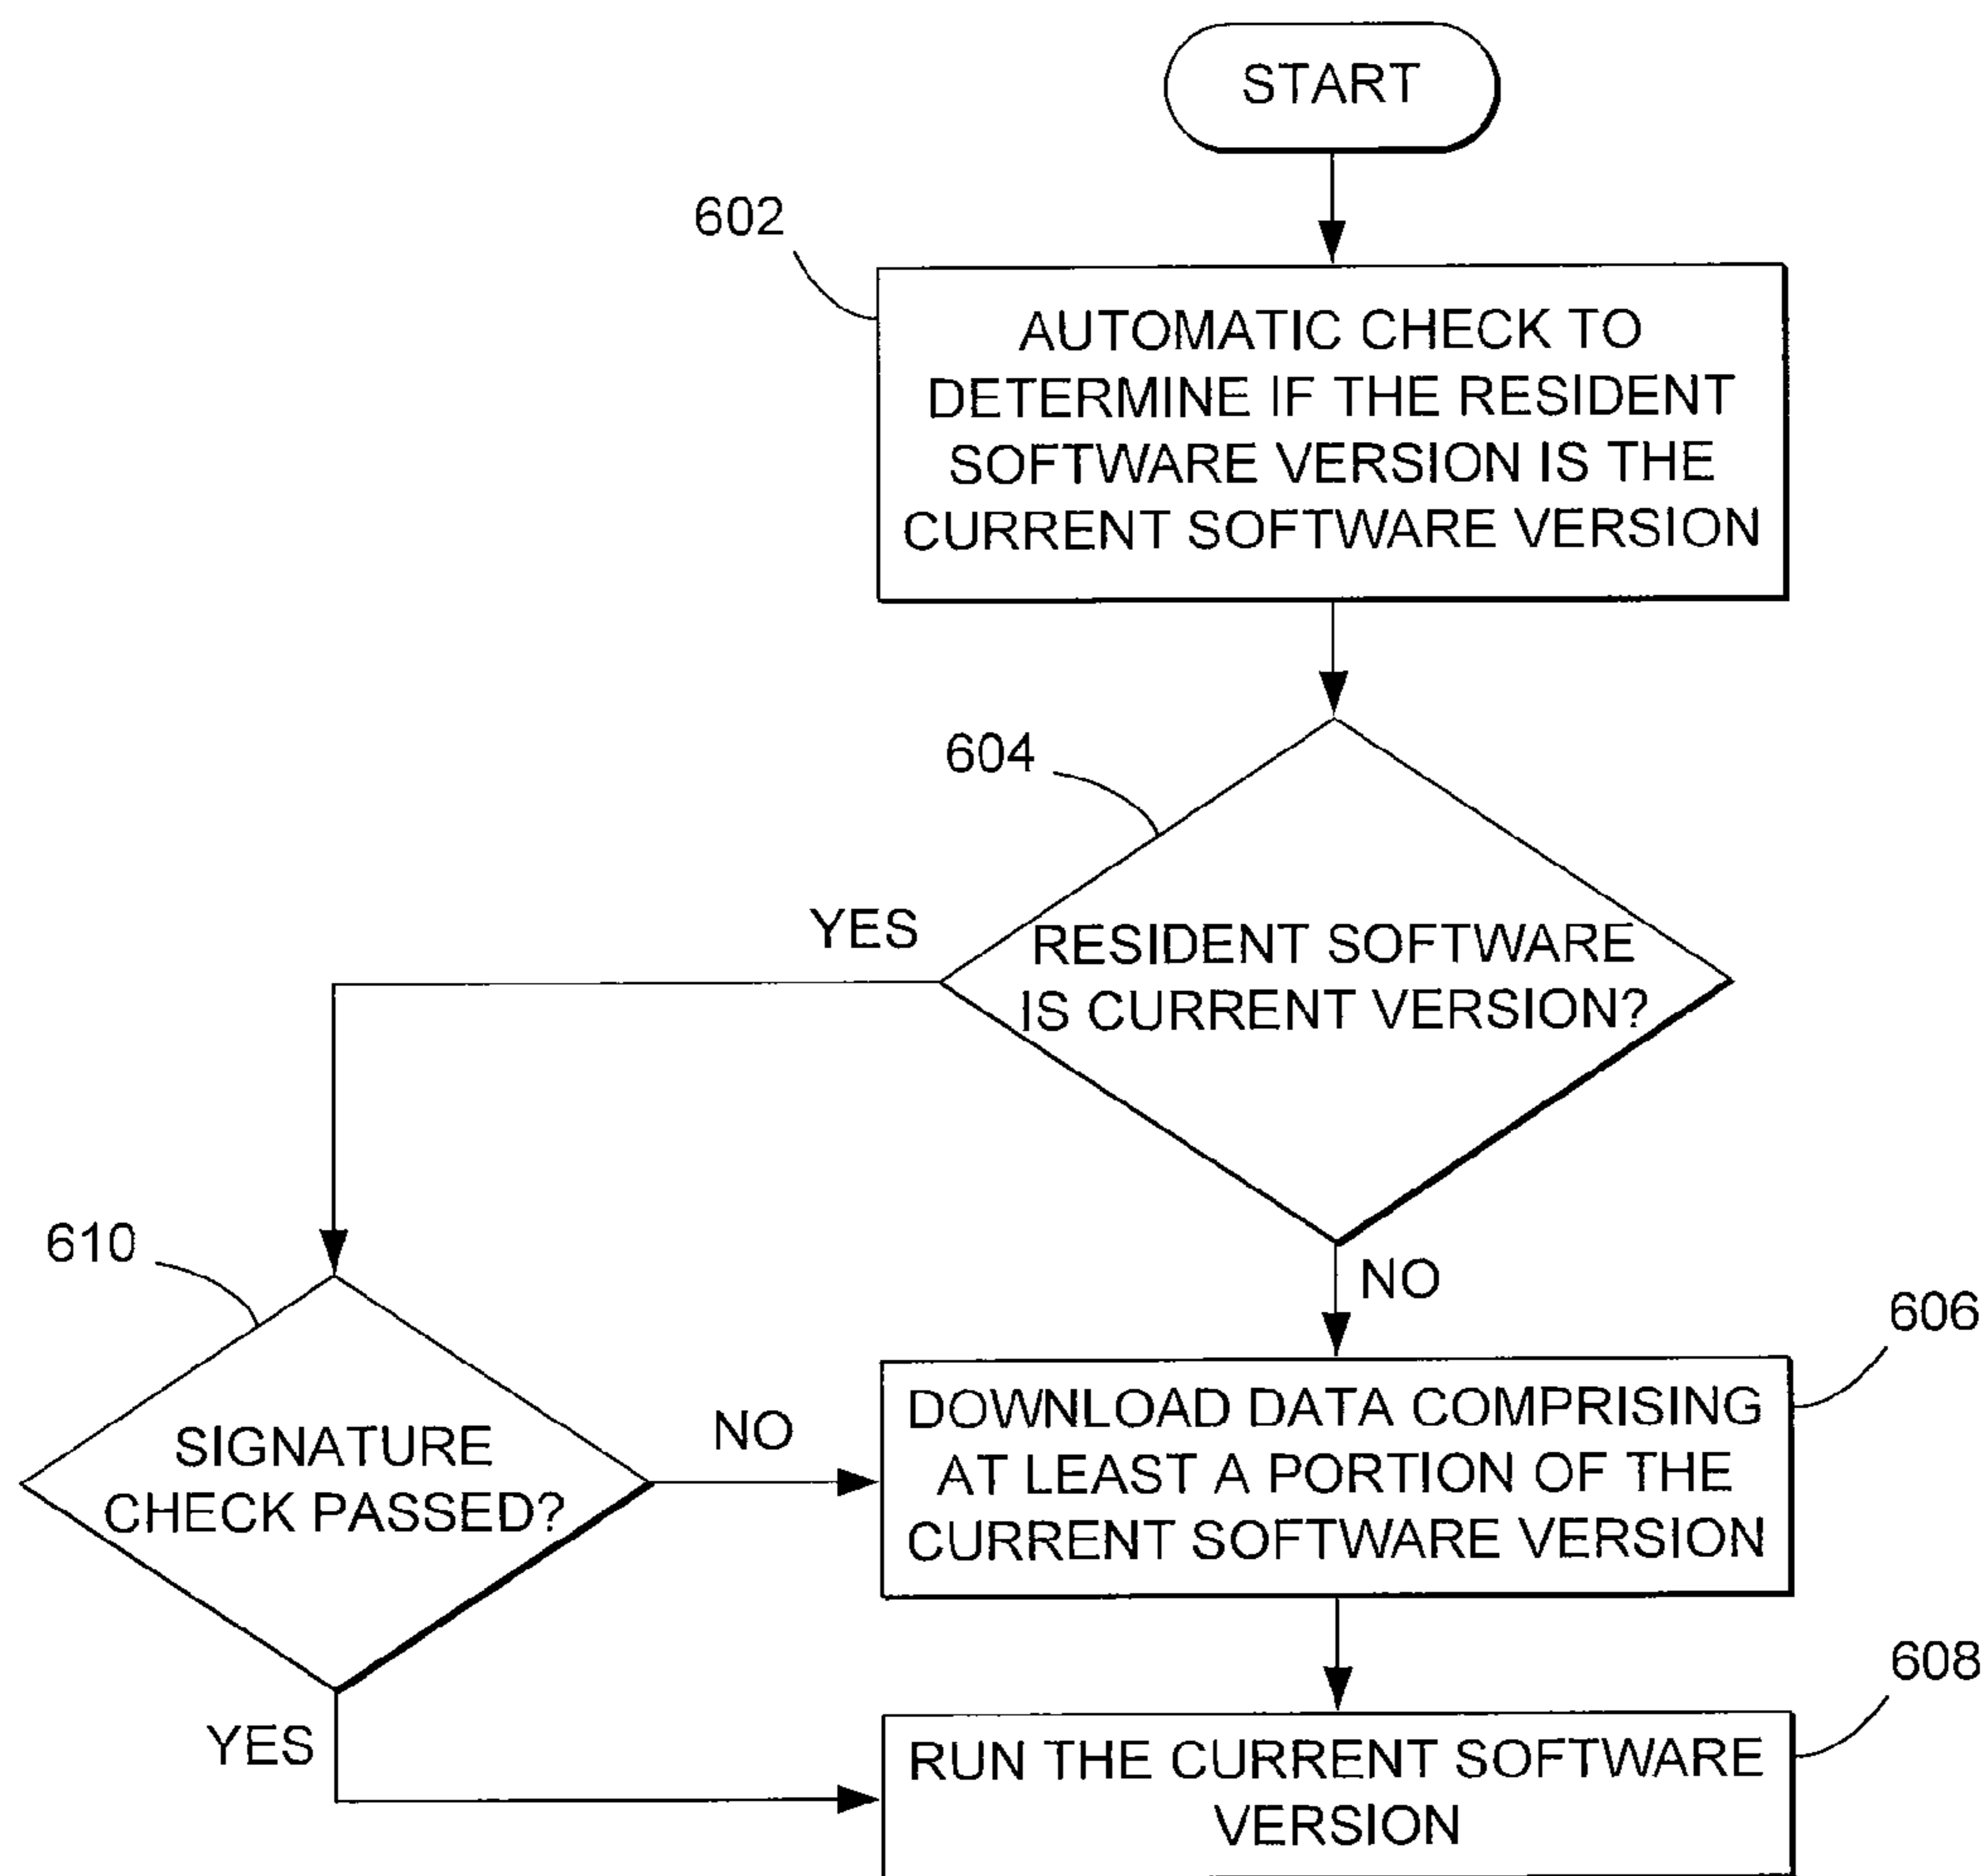 START
602
AUTOMATIC CHECK TO
DETERMINE IF THE RESIDENT
SOFTWARE VERSION IS THE
CURRENT SOFTWARE VERSION
604
YES
RESIDENT SOFTWARE
IS CURRENT VERSION?
610
NO
606
SIGNATURE
CHECK PASSED?
NO
DOWNLOAD DATA COMPRISING
AT LEAST A PORTION OF THE
CURRENT SOFTWARE VERSION
608
YES
RUN THE CURRENT SOFTWARE
VERSION